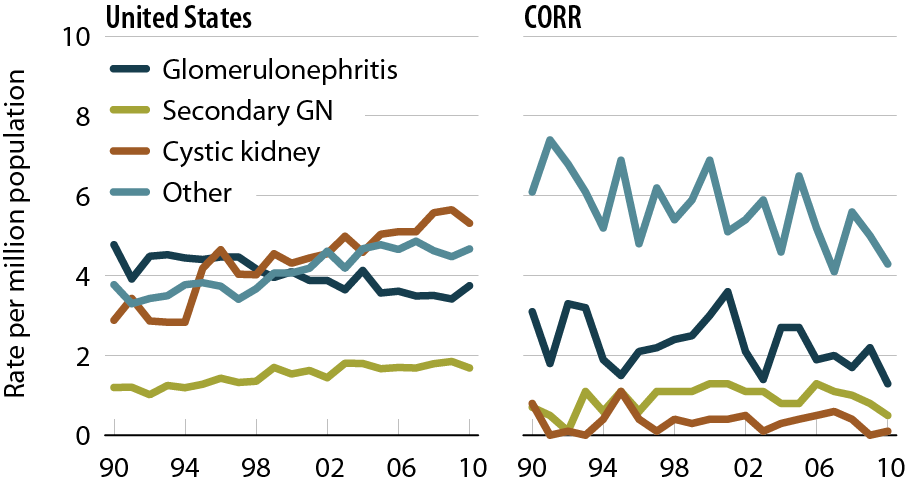 United States
CORR
Rate per million population
10
8
6
4
2
0
Glomerulonephritis
Secondary GN
Cystic kidney
Other
90 94 98 02 06 10
90 94 98 02 06 10